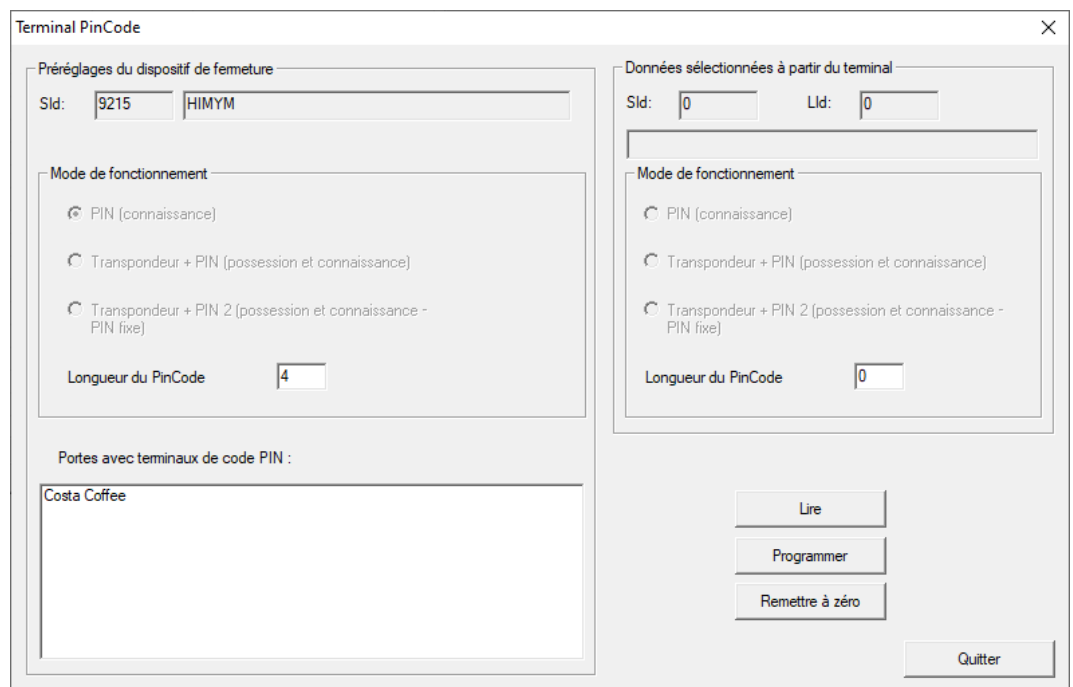 Terminal PinCode
Préréglages du dispositif de fermeture
SId: 9215 HIMYM
Mode de fonctionnement
PIN (connaissance)
Transpondeur + PIN (possession et connaissance)
Transpondeur + PIN 2 (possession et connaissance -
PIN fixe)
Longueur du PinCode 4
Portes avec terminaux de code PIN :
Costa Coffee
Données sélectionnées à partir du terminal
SId: 0 LId: 0
Mode de fonctionnement
PIN (connaissance)
Transpondeur + PIN (possession et connaissance)
Transpondeur + PIN 2 (possession et connaissance -
PIN fixe)
Longueur du PinCode 0
Lire
Programmer
Remettre à zéro
Quitter